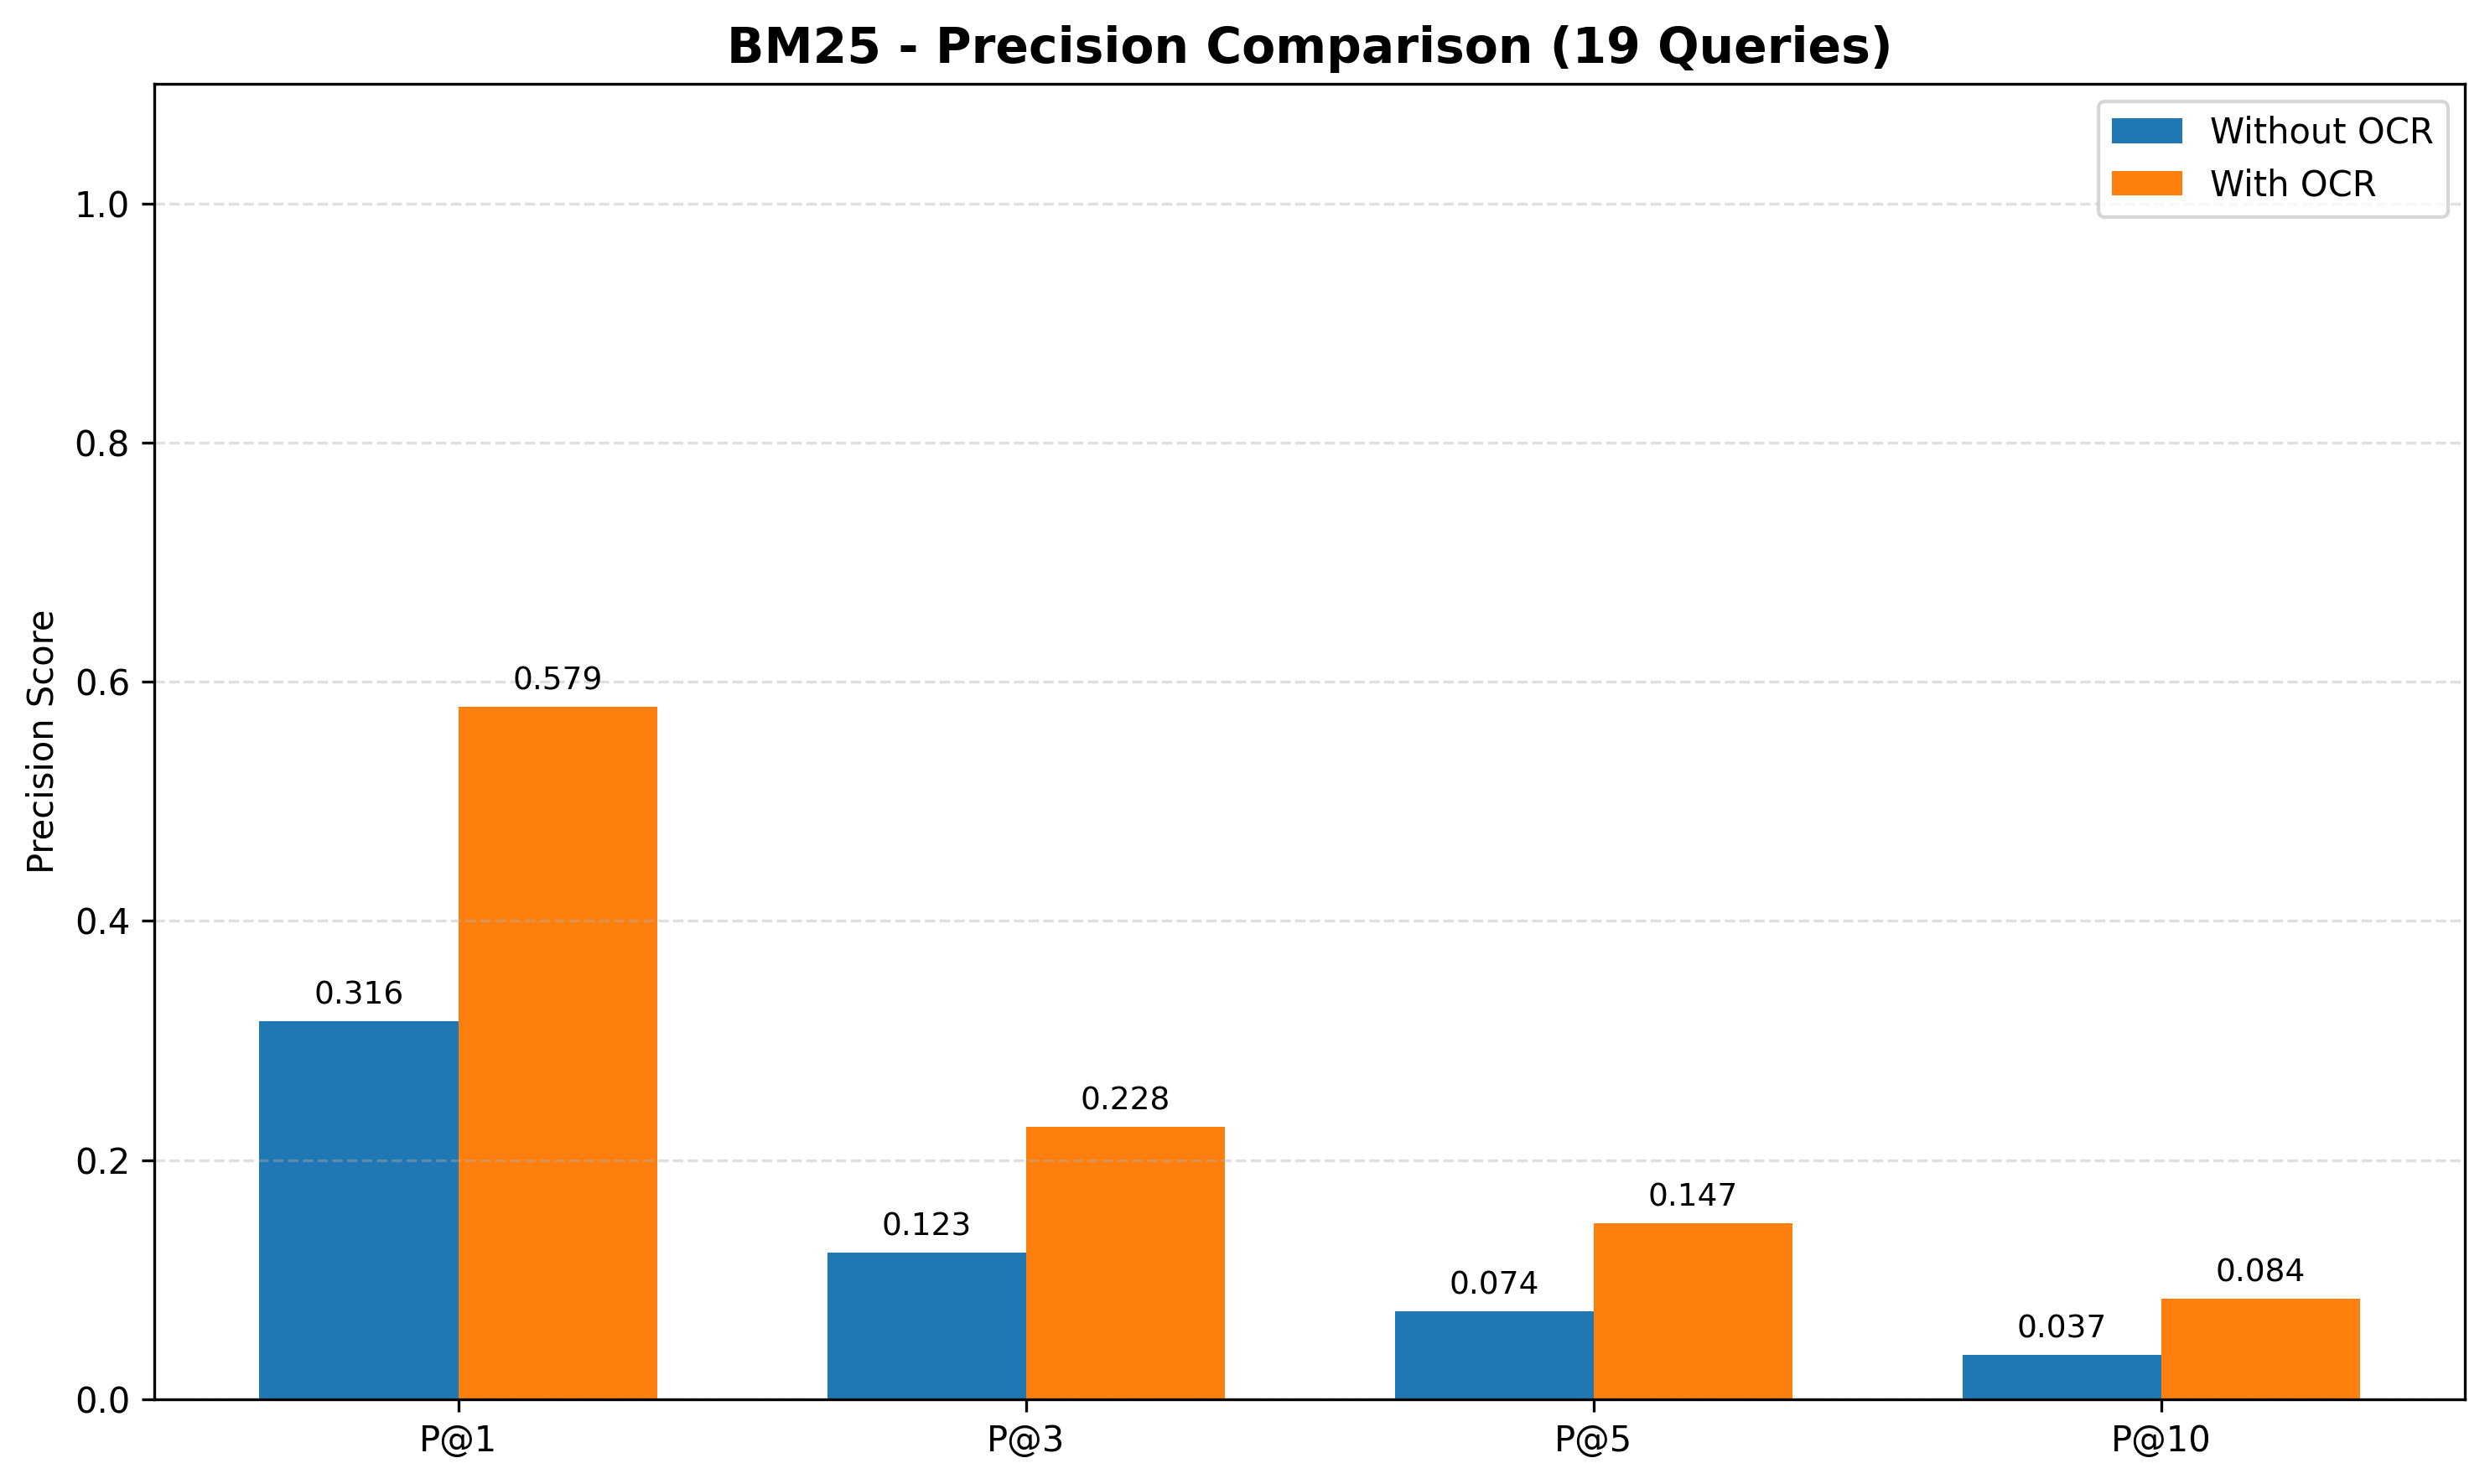 BM25 - Precision Comparison (19 Queries)
Without OCR
With OCR
Precision Score
1.0
0.8
0.6
0.4
0.2
0.0
0.316
0.579
0.123
0.228
0.074
0.147
0.037
0.084
P@1
P@3
P@5
P@10